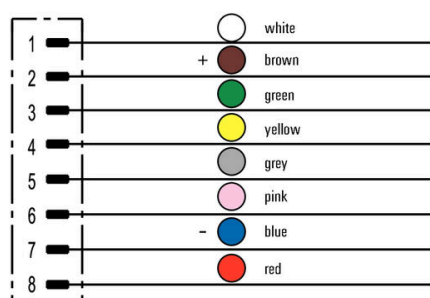 1 white
2 + brown
3 green
4 yellow
5 grey
6 pink
7 - blue
8 red